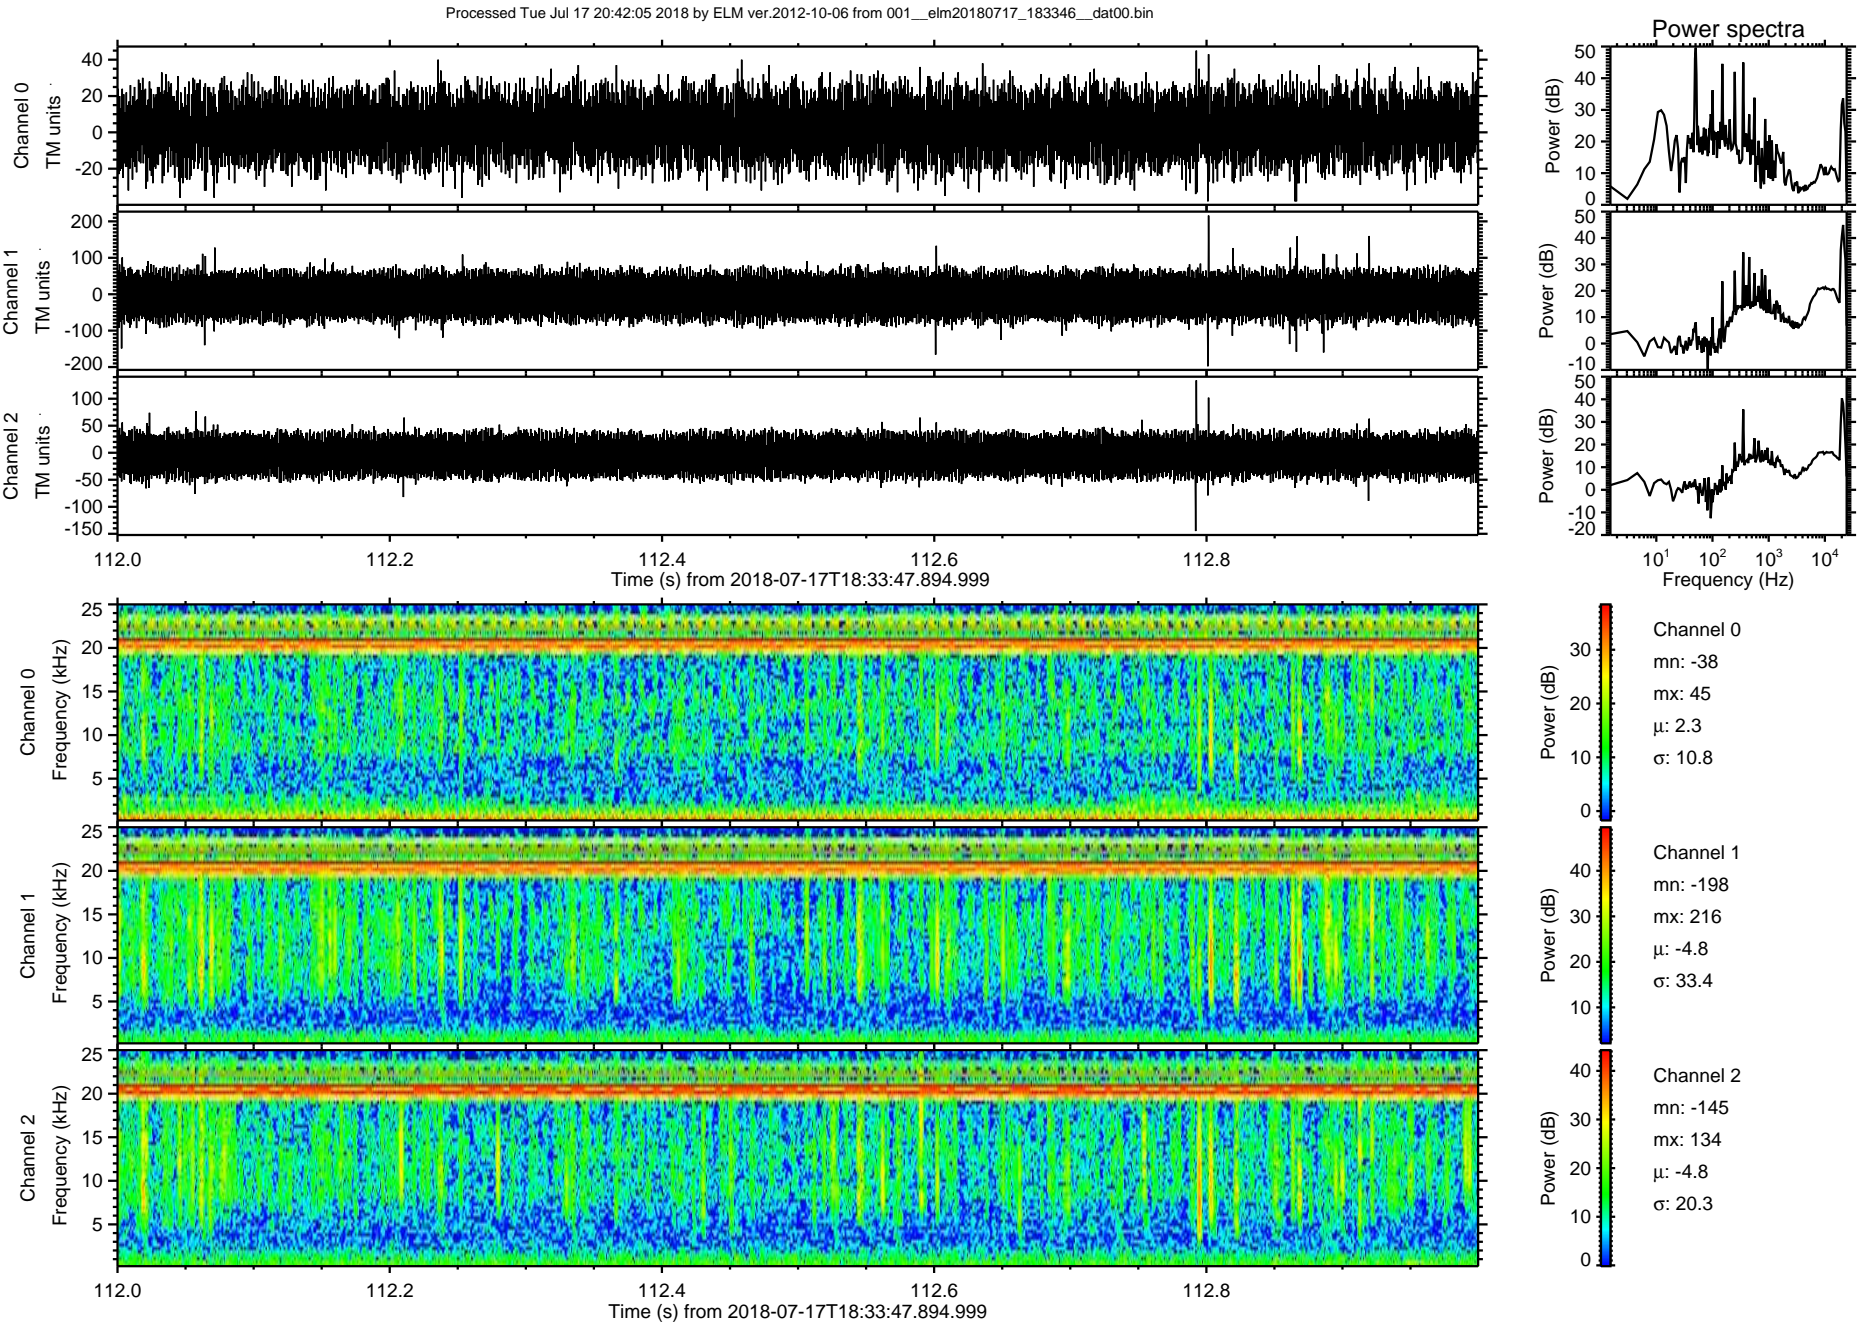 Processed Tue Jul 17 20:42:05 2018 by ELM ver.2012-10-06 from 001__elm20180717_183346__dat00.bin
Power spectra
Channel 0
TM units
40
20
0
-20
Power (dB)
50
40
30
20
10
0
Channel 1
TM units
200
100
0
-100
-200
Power (dB)
50
40
30
20
10
0
-10
Channel 2
TM units
100
50
0
-50
-100
-150
Power (dB)
50
40
30
20
10
0
-10
-20
112.0 112.2 112.4 112.6 112.8
Time (s) from 2018-07-17T18:33:47.894.999
10^1 10^2 10^3 10^4
Frequency (Hz)
Channel 0
Frequency (kHz)
25
20
15
10
5
Power (dB)
30
20
10
0
Channel 0
mn: -38
mx: 45
μ: 2.3
σ: 10.8
Channel 1
Frequency (kHz)
25
20
15
10
5
Power (dB)
40
30
20
10
Channel 1
mn: -198
mx: 216
μ: -4.8
σ: 33.4
Channel 2
Frequency (kHz)
25
20
15
10
5
Power (dB)
40
30
20
10
0
Channel 2
mn: -145
mx: 134
μ: -4.8
σ: 20.3
112.0 112.2 112.4 112.6 112.8
Time (s) from 2018-07-17T18:33:47.894.999